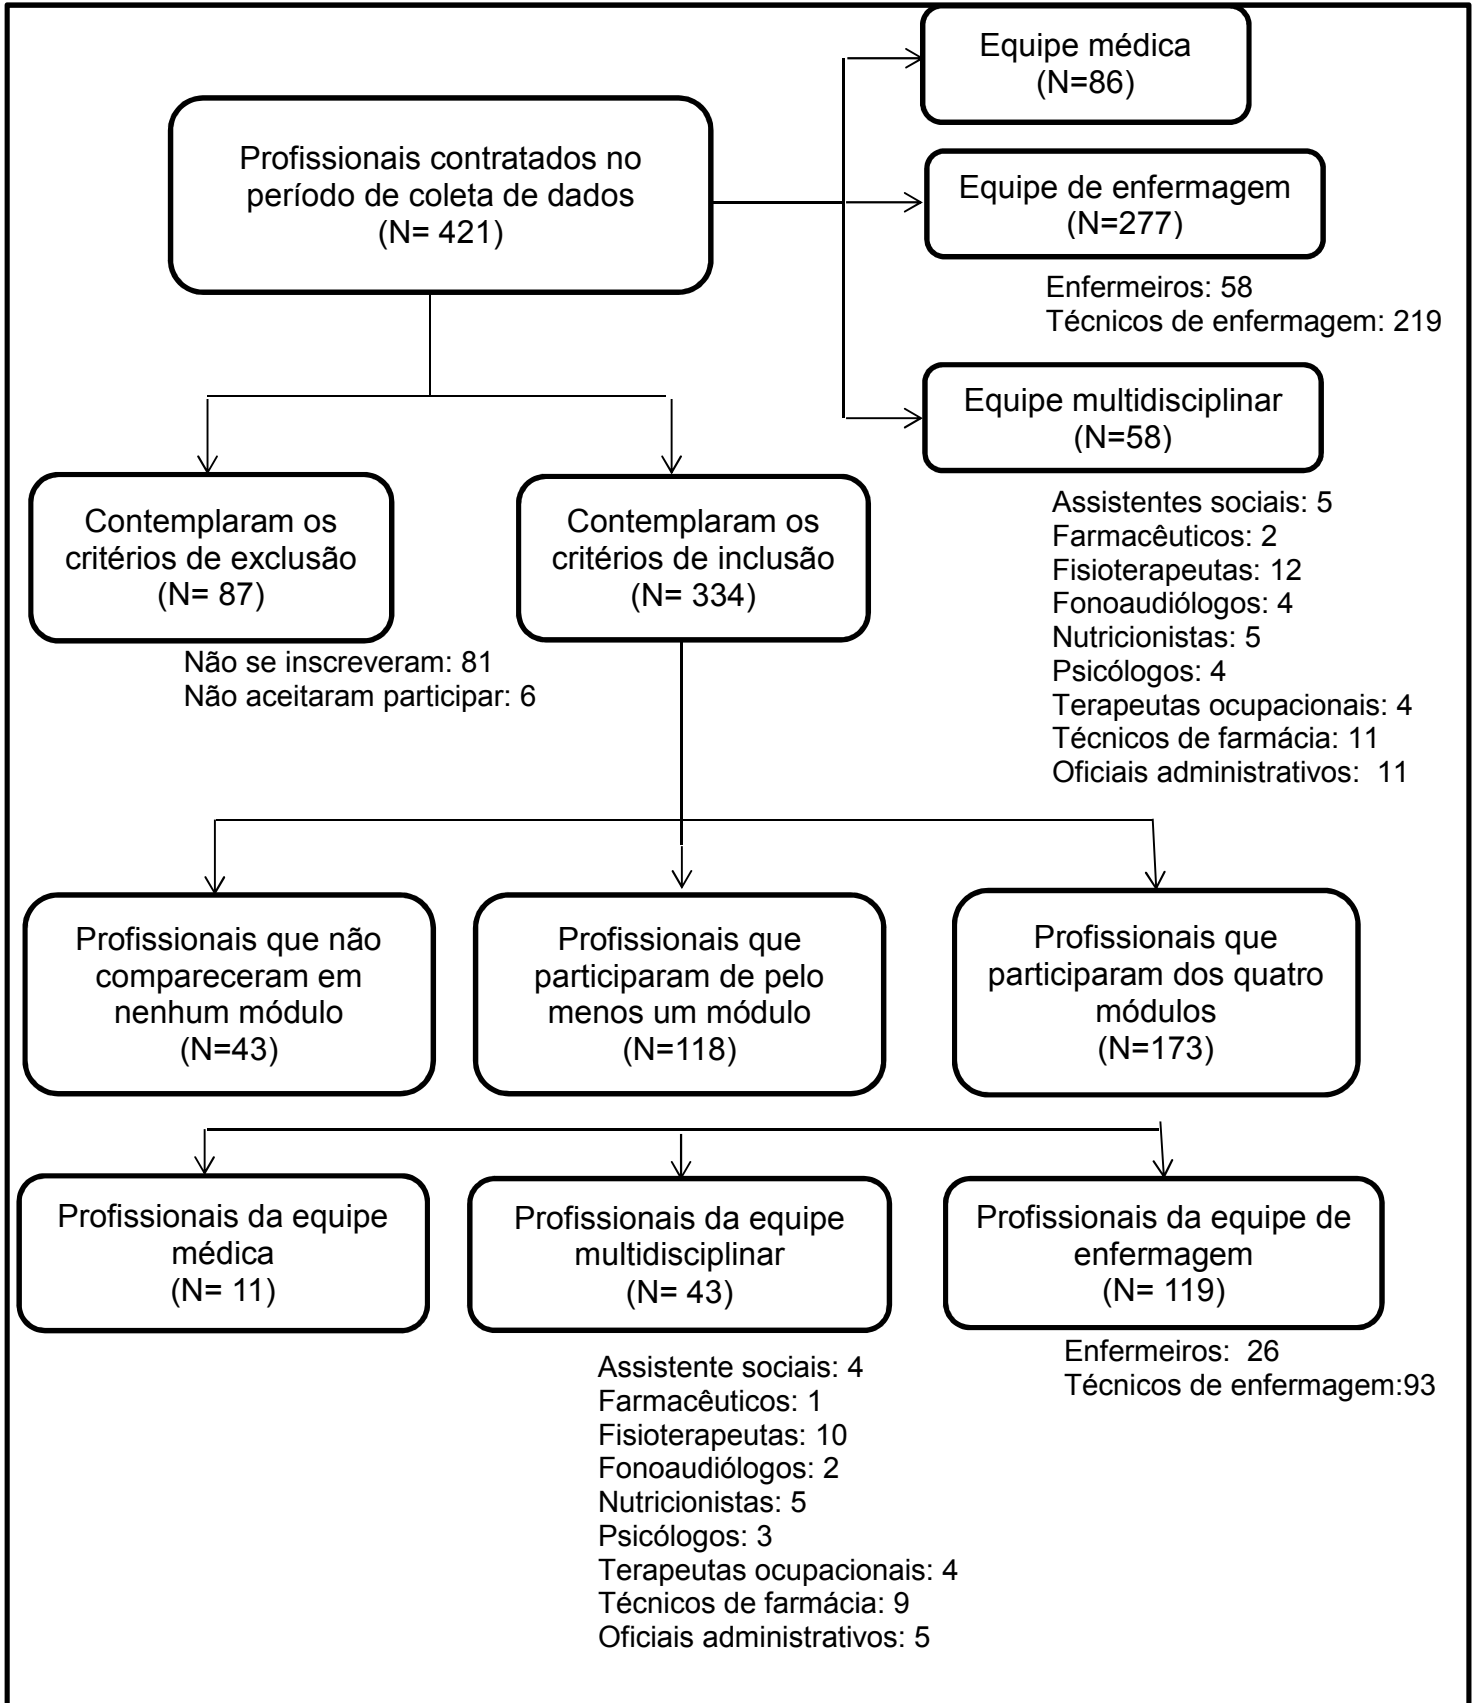 Equipe médica
(N=86)
Profissionais contratados no
período de coleta de dados
(N= 421)
Equipe de enfermagem
(N=277)
Enfermeiros: 58
Técnicos de enfermagem: 219
Equipe multidisciplinar
(N=58)
Assistentes sociais: 5
Farmacêuticos: 2
Fisioterapeutas: 12
Fonoaudiólogos: 4
Nutricionistas: 5
Psicólogos: 4
Terapeutas ocupacionais: 4
Técnicos de farmácia: 11
Oficiais administrativos:  11
Contemplaram os
critérios de exclusão
(N= 87)
Não se inscreveram: 81
Não aceitaram participar: 6
Contemplaram os
critérios de inclusão
(N= 334)
Profissionais que não
compareceram em
nenhum módulo
(N=43)
Profissionais que
participaram de pelo
menos um módulo
(N=118)
Profissionais que
participaram dos quatro
módulos
(N=173)
Profissionais da equipe
médica
(N= 11)
Profissionais da equipe
multidisciplinar
(N= 43)
Assistente sociais: 4
Farmacêuticos: 1
Fisioterapeutas: 10
Fonoaudiólogos: 2
Nutricionistas: 5
Psicólogos: 3
Terapeutas ocupacionais: 4
Técnicos de farmácia: 9
Oficiais administrativos: 5
Profissionais da equipe de
enfermagem
(N= 119)
Enfermeiros:  26
Técnicos de enfermagem:93